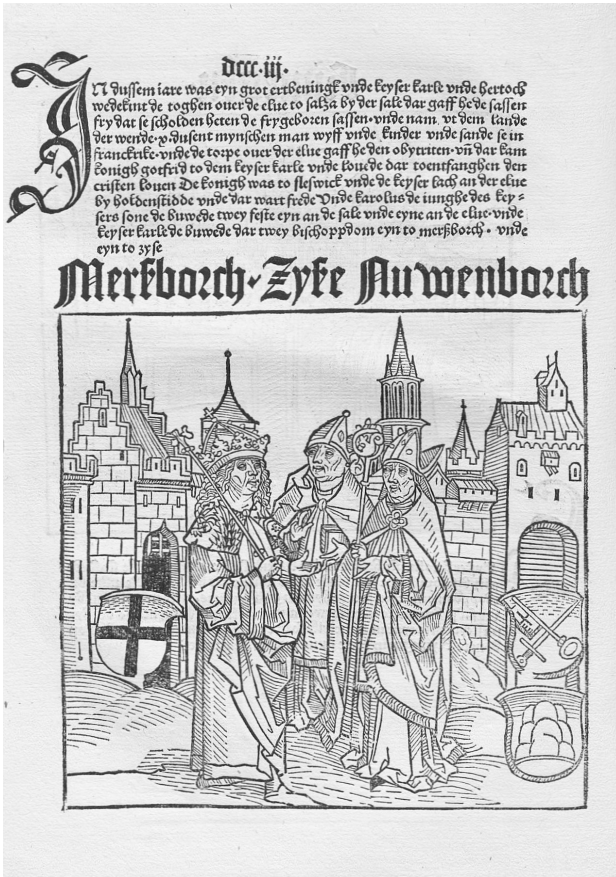 dccc·iij·
IN dussem iare was eyn grot ertbeningk vnde keyser karle vnde hertoch
wedekint de toghen ouer de elue to salza by der sale dar gaff he de sassen
fry dat se scholden heten de frygeboren sassen·vnde nam vt dem lande
der wende·x·dusent mynschen man wyff vnde kinder vnde sande se in
franckrike·vnde de torpe ouer der elue gaff he den obytriten·vn̄ dar kam
konigh gotfrid to dem keyser karle vnde louede dar toentfanghen den
cristen louen De konigh was to sleswick vnde de keyser lach an der elue
by holdenstidde vnde dar wart frede Unde karolus de iunghe des key⸗
sers sone de buwede twey feste eyn an de sale vnde eyne an de elue·vnde
keyser karle de buwede dar twey bischoppdom eyn to merßborch· vnde
eyn to zyse
Merßborch·Zyße Nuwenborch